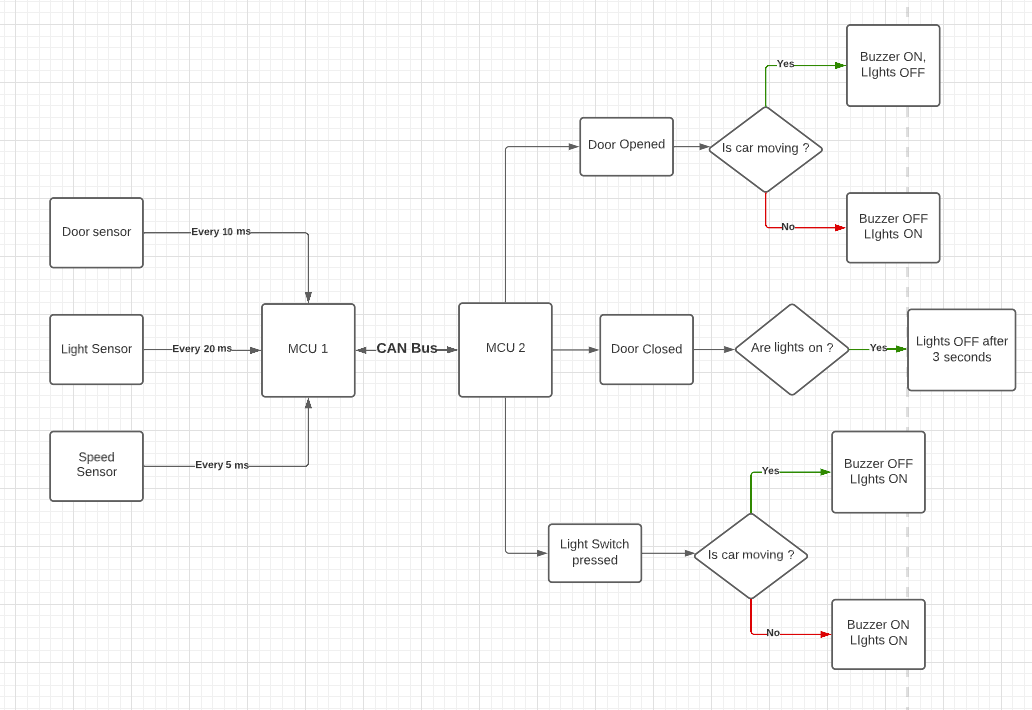 Door sensor
Every 10 ms
Light Sensor
Every 20 ms
Speed
Sensor
Every 5 ms
MCU 1
CAN Bus
MCU 2
Door Opened
Is car moving ?
Yes
Buzzer ON,
LIghts OFF
No
Buzzer OFF
LIghts ON
Door Closed
Are lights on ?
Yes
Lights OFF after
3 seconds
Light Switch
pressed
Is car moving ?
Yes
Buzzer OFF
LIghts ON
No
Buzzer ON
LIghts ON